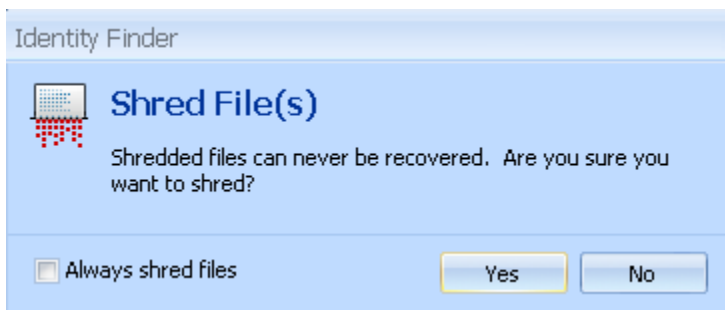 Identity Finder
Shred File(s)
Shredded files can never be recovered.  Are you sure you
want to shred?
Always shred files
Yes
No